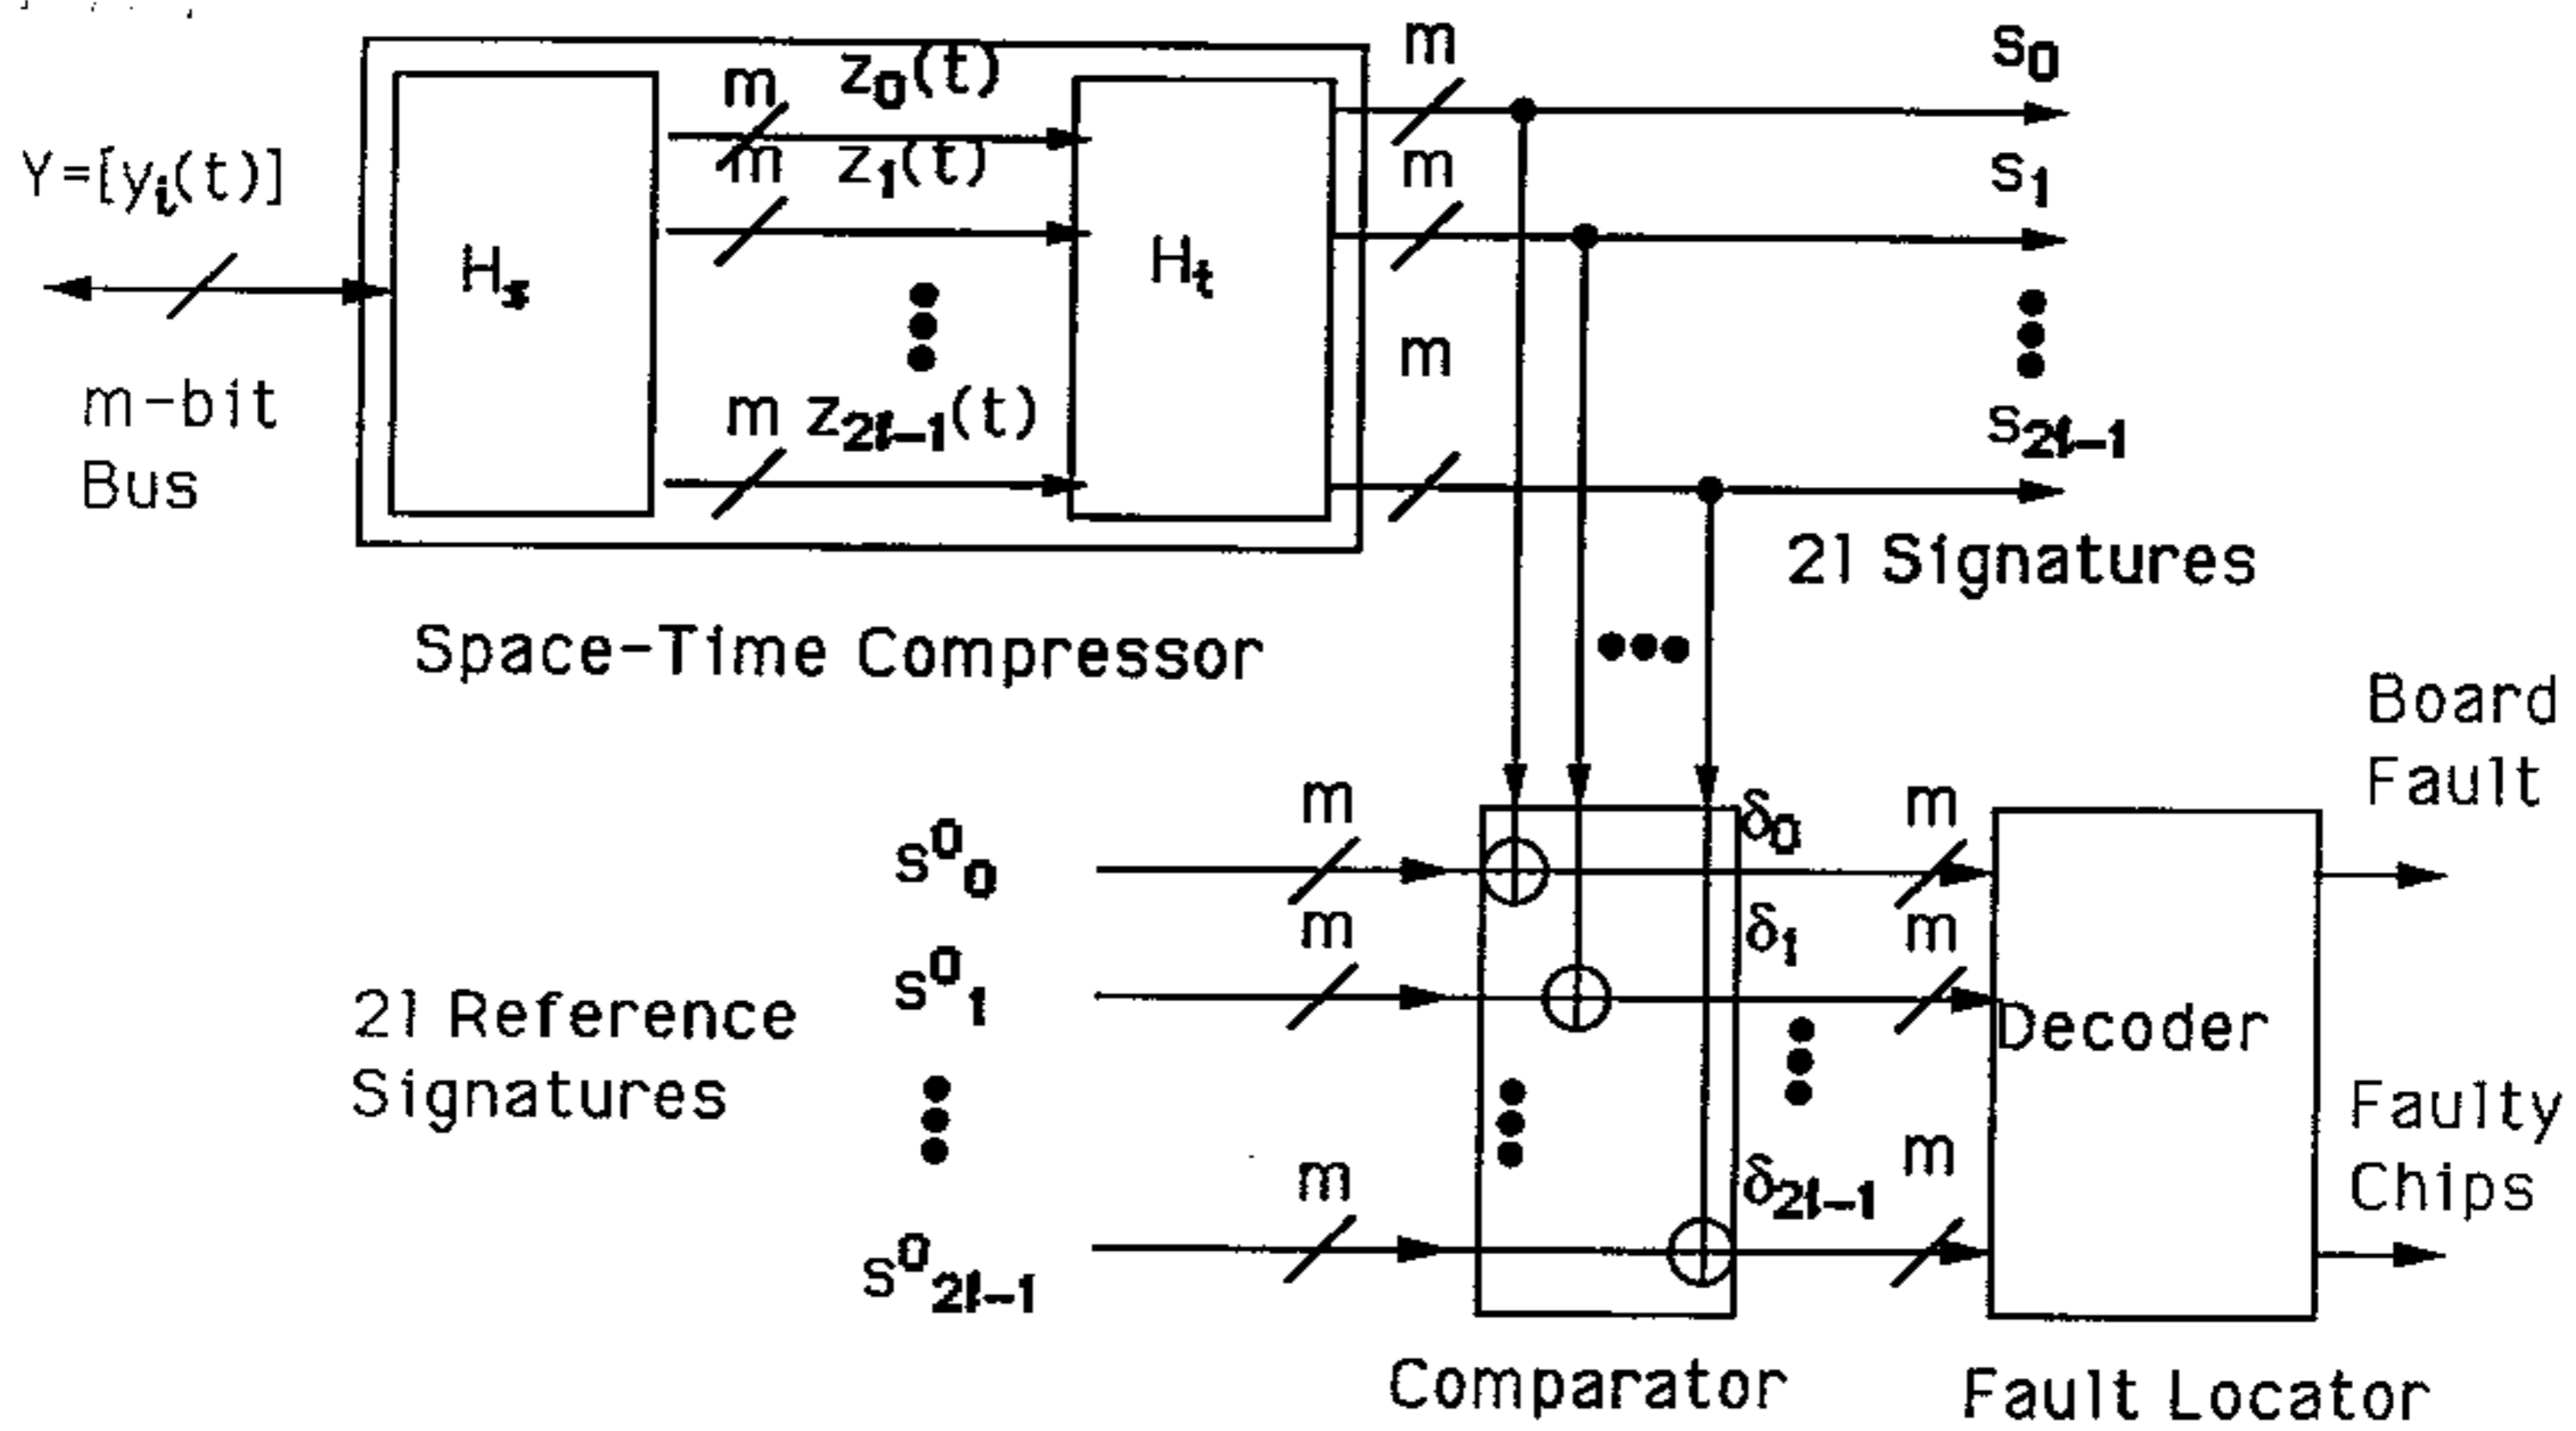 m z₀(t)
m z₁(t)
Y=[yᵢ(t)]
Hₛ
Hₜ
m z₂ℓ₋₁(t)
m-bit
Bus
m s₀
m s₁
m
s₂ℓ₋₁
2l Signatures
Space-Time Compressor
Board
Fault
s⁰₀ m δ₀ m
s⁰₁ m δ₁ m
2l Reference
Signatures
Decoder
Faulty
Chips
s⁰₂ℓ₋₁ m δ₂ℓ₋₁ m
Comparator
Fault Locator